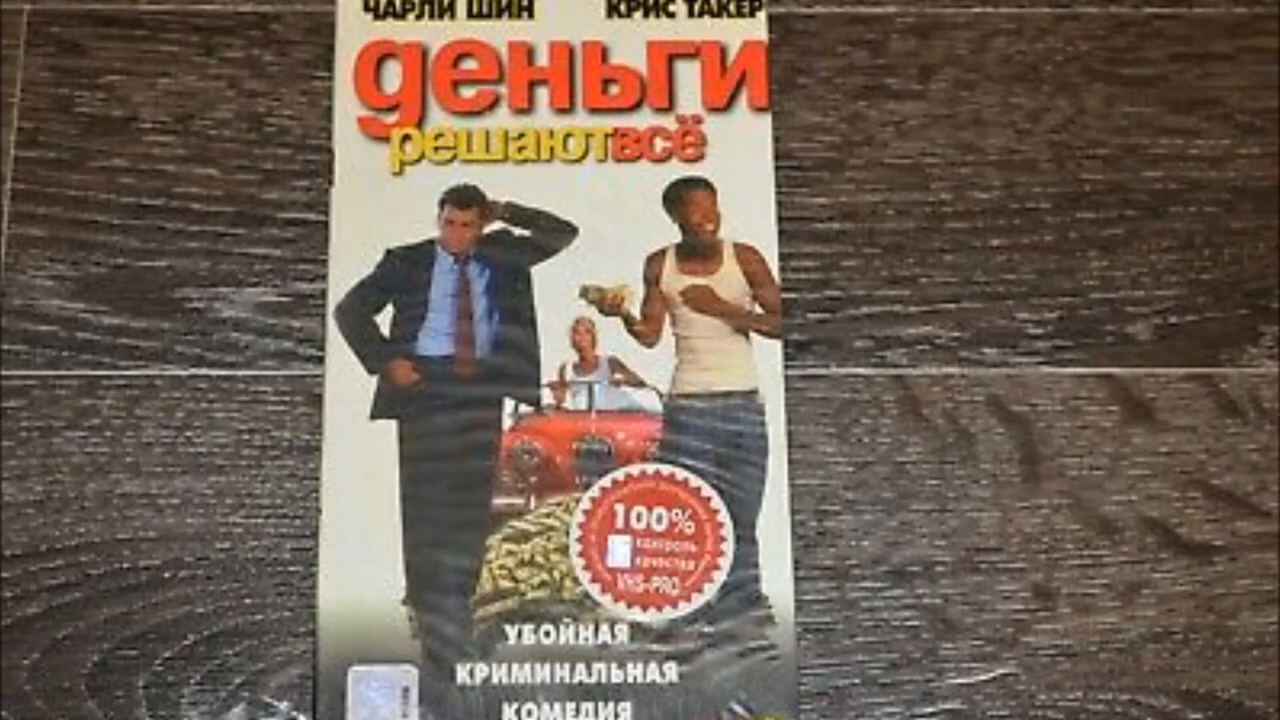 ЧАРЛИ ШИН КРИС ТАКЕР
деньги
решают всё
100%
контроль
качества
VHS-PRO
УБОЙНАЯ
КРИМИНАЛЬНАЯ
КОМЕДИЯ